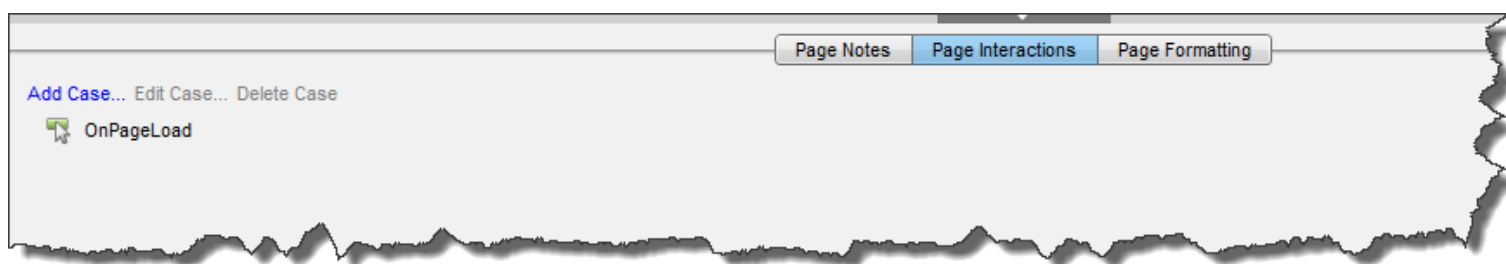 Page Notes Page Interactions Page Formatting
Add Case... Edit Case... Delete Case
OnPageLoad